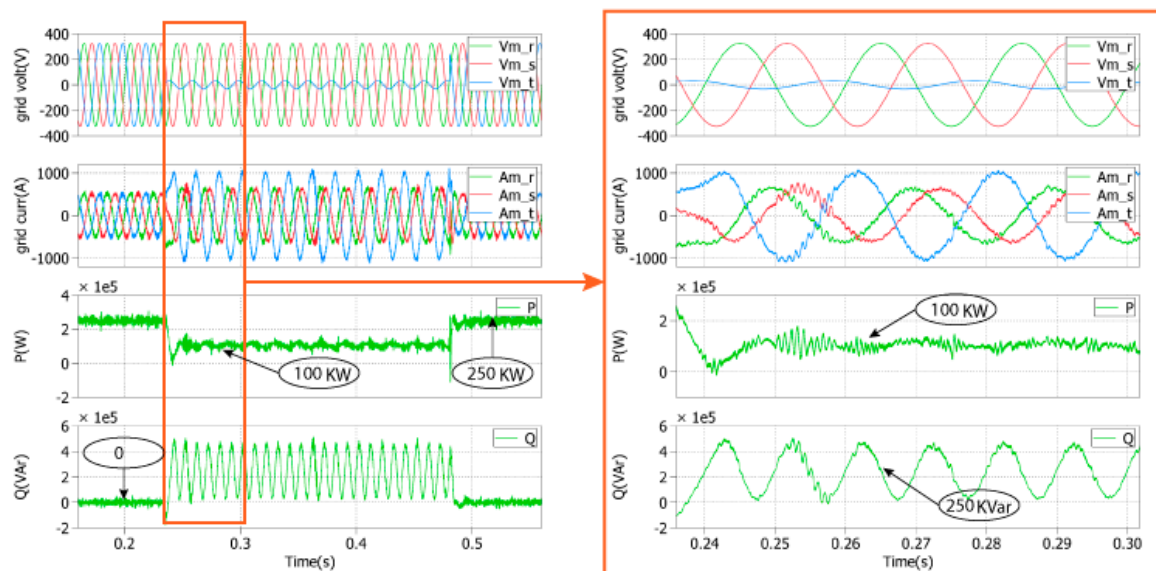 grid volt(V)
400
200
0
-200
-400
Vm_r
Vm_s
Vm_t
grid curr(A)
1000
0
-1000
Am_r
Am_s
Am_t
× 1e5
P(W)
4
2
0
-2
P
100 KW
250 KW
× 1e5
Q(VAr)
6
4
2
0
-2
Q
0
0.2
0.3
0.4
0.5
Time(s)
grid volt(V)
400
200
0
-200
-400
Vm_r
Vm_s
Vm_t
grid curr(A)
1000
0
-1000
Am_r
Am_s
Am_t
× 1e5
P(W)
2
0
P
100 KW
× 1e5
Q(VAr)
6
4
2
0
-2
Q
250 KVar
0.24
0.25
0.26
0.27
0.28
0.29
0.30
Time(s)